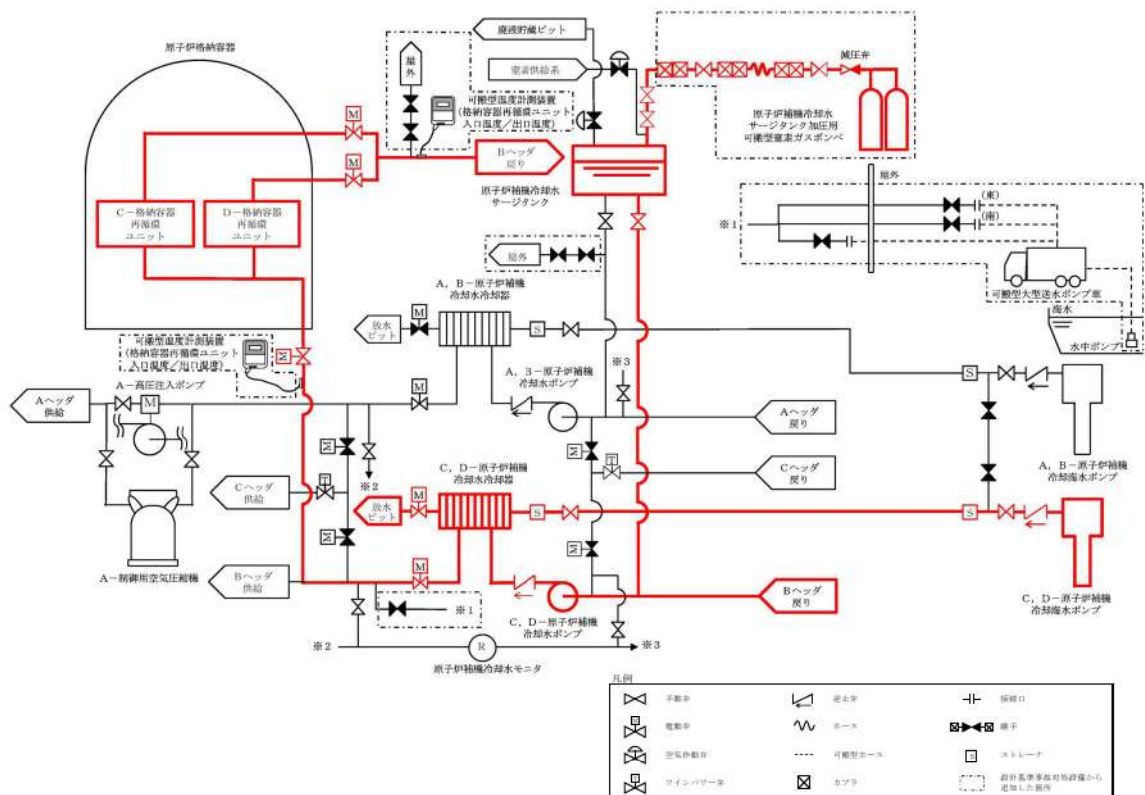 原子炉格納容器
屋外
可搬型温度計測装置
(格納容器再循環ユニット
入口温度／出口温度)
M
M
C－格納容器
再循環
ユニット
D－格納容器
再循環
ユニット
廃液貯蔵ピット
窒素供給系
Bヘッダ
戻り
原子炉補機冷却水
サージタンク
減圧弁
原子炉補機冷却水
サージタンク加圧用
可搬型窒素ガスボンベ
屋外
(東)
(南)
※1
可搬型大型送水ポンプ車
海水
水中ポンプ
屋外
A，B－原子炉補機
冷却水冷却器
放水
ピット
M
S
可搬型温度計測装置
(格納容器再循環ユニット
入口温度／出口温度)
M
A－高圧注入ポンプ
Aヘッダ
供給
M
M
A，B－原子炉補機
冷却水ポンプ
※3
S
Aヘッダ
戻り
M
M
T
Cヘッダ
戻り
A，B－原子炉補機
冷却海水ポンプ
※2
Cヘッダ
供給
T
C，D－原子炉補機
冷却水冷却器
放水
ピット
M
S
S
M
M
A－制御用空気圧縮機
Bヘッダ
供給
M
C，D－原子炉補機
冷却水ポンプ
Bヘッダ
戻り
C，D－原子炉補機
冷却海水ポンプ
※1
※2
R
※3
原子炉補機冷却水モニタ
凡例
手動弁
逆止弁
接続口
電動弁
ホース
継手
空気作動弁
可搬型ホース
S
ストレーナ
ツインパワー弁
カプラ
設計基準事故対処設備から
追加した箇所